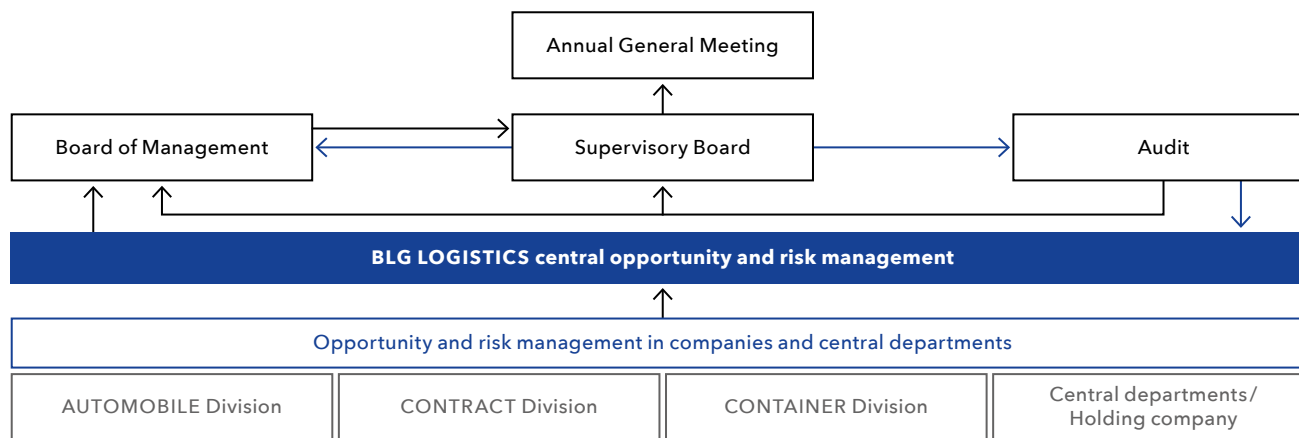 Annual General Meeting
Board of Management
Supervisory Board
Audit
BLG LOGISTICS central opportunity and risk management
Opportunity and risk management in companies and central departments
AUTOMOBILE Division
CONTRACT Division
CONTAINER Division
Central departments/
Holding company